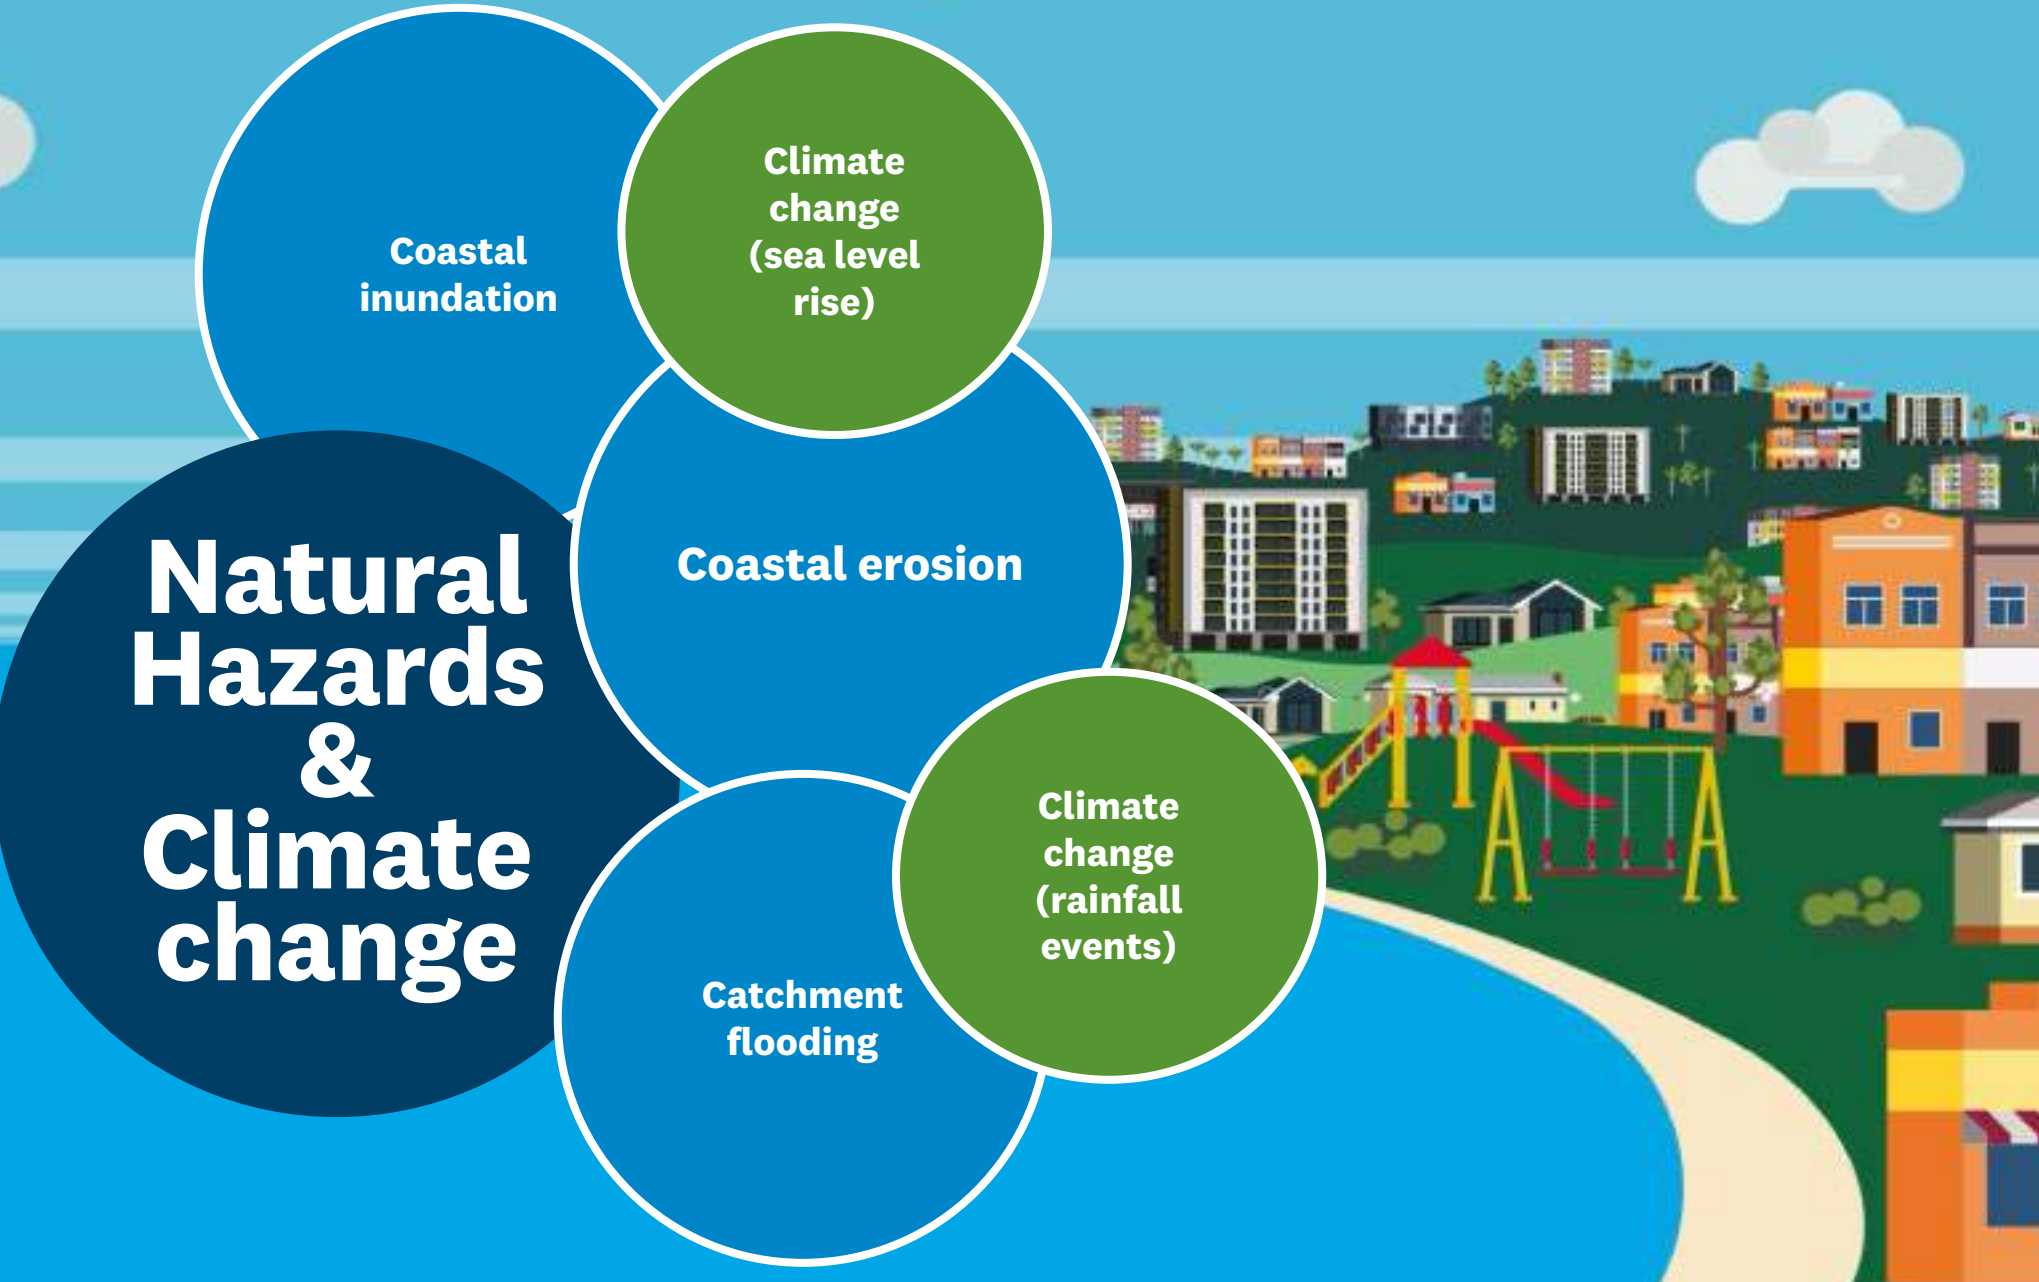 Natural
Hazards
&
Climate
change
Coastal
inundation
Climate
change
(sea level
rise)
Coastal erosion
Climate
change
(rainfall
events)
Catchment
flooding